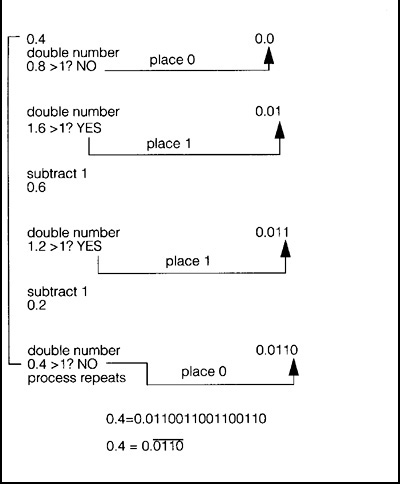 0.4 0.0
double number
0.8 >1? NO place 0
double number 0.01
1.6 >1? YES
place 1
subtract 1
0.6
double number 0.011
1.2 >1? YES
place 1
subtract 1
0.2
double number 0.0110
0.4 >1? NO
process repeats place 0
0.4=0.0110011001100110
0.4 = 0.0110